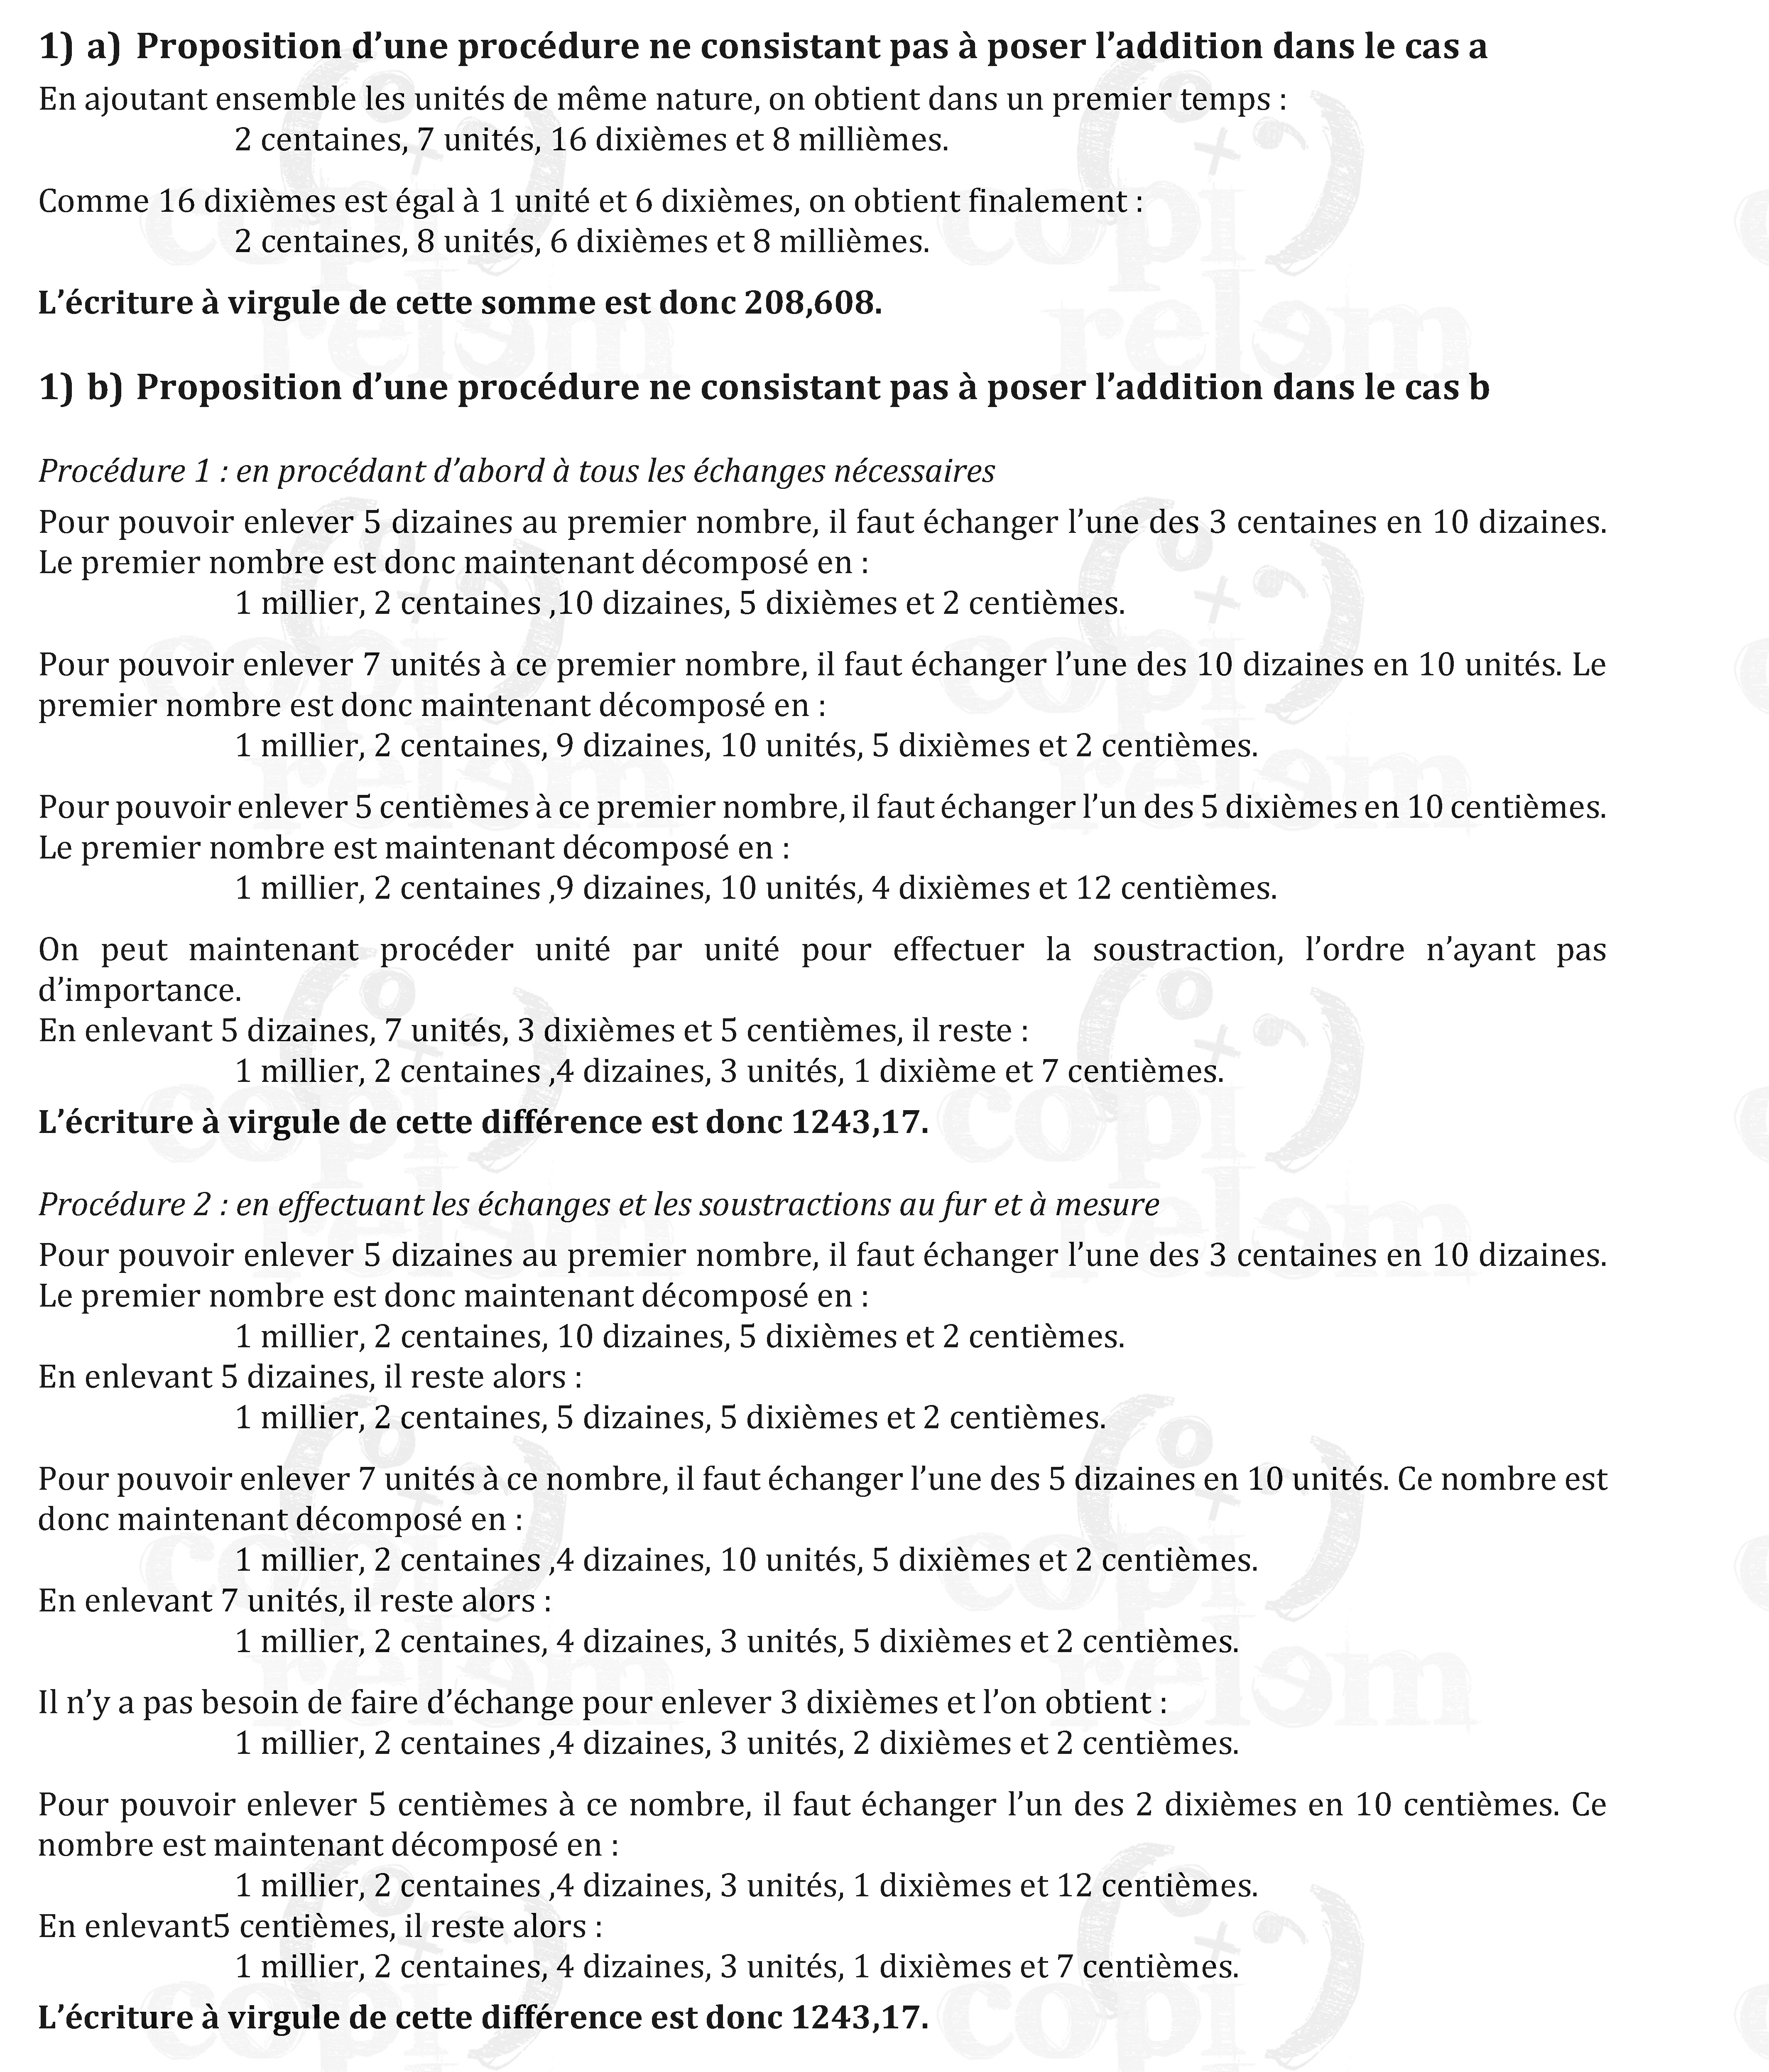 1) a) Proposition d’une procédure ne consistant pas à poser l’addition dans le cas a
En ajoutant ensemble les unités de même nature, on obtient dans un premier temps :
2 centaines, 7 unités, 16 dixièmes et 8 millièmes.
Comme 16 dixièmes est égal à 1 unité et 6 dixièmes, on obtient finalement :
2 centaines, 8 unités, 6 dixièmes et 8 millièmes.
L’écriture à virgule de cette somme est donc 208,608.
1) b) Proposition d’une procédure ne consistant pas à poser l’addition dans le cas b
Procédure 1 : en procédant d’abord à tous les échanges nécessaires
Pour pouvoir enlever 5 dizaines au premier nombre, il faut échanger l’une des 3 centaines en 10 dizaines.
Le premier nombre est donc maintenant décomposé en :
1 millier, 2 centaines ,10 dizaines, 5 dixièmes et 2 centièmes.
Pour pouvoir enlever 7 unités à ce premier nombre, il faut échanger l’une des 10 dizaines en 10 unités. Le
premier nombre est donc maintenant décomposé en :
1 millier, 2 centaines, 9 dizaines, 10 unités, 5 dixièmes et 2 centièmes.
Pour pouvoir enlever 5 centièmes à ce premier nombre, il faut échanger l’un des 5 dixièmes en 10 centièmes.
Le premier nombre est maintenant décomposé en :
1 millier, 2 centaines ,9 dizaines, 10 unités, 4 dixièmes et 12 centièmes.
On peut maintenant procéder unité par unité pour effectuer la soustraction, l’ordre n’ayant pas
d’importance.
En enlevant 5 dizaines, 7 unités, 3 dixièmes et 5 centièmes, il reste :
1 millier, 2 centaines ,4 dizaines, 3 unités, 1 dixième et 7 centièmes.
L’écriture à virgule de cette différence est donc 1243,17.
Procédure 2 : en effectuant les échanges et les soustractions au fur et à mesure
Pour pouvoir enlever 5 dizaines au premier nombre, il faut échanger l’une des 3 centaines en 10 dizaines.
Le premier nombre est donc maintenant décomposé en :
1 millier, 2 centaines, 10 dizaines, 5 dixièmes et 2 centièmes.
En enlevant 5 dizaines, il reste alors :
1 millier, 2 centaines, 5 dizaines, 5 dixièmes et 2 centièmes.
Pour pouvoir enlever 7 unités à ce nombre, il faut échanger l’une des 5 dizaines en 10 unités. Ce nombre est
donc maintenant décomposé en :
1 millier, 2 centaines ,4 dizaines, 10 unités, 5 dixièmes et 2 centièmes.
En enlevant 7 unités, il reste alors :
1 millier, 2 centaines, 4 dizaines, 3 unités, 5 dixièmes et 2 centièmes.
Il n’y a pas besoin de faire d’échange pour enlever 3 dixièmes et l’on obtient :
1 millier, 2 centaines ,4 dizaines, 3 unités, 2 dixièmes et 2 centièmes.
Pour pouvoir enlever 5 centièmes à ce nombre, il faut échanger l’un des 2 dixièmes en 10 centièmes. Ce
nombre est maintenant décomposé en :
1 millier, 2 centaines ,4 dizaines, 3 unités, 1 dixièmes et 12 centièmes.
En enlevant5 centièmes, il reste alors :
1 millier, 2 centaines, 4 dizaines, 3 unités, 1 dixièmes et 7 centièmes.
L’écriture à virgule de cette différence est donc 1243,17.